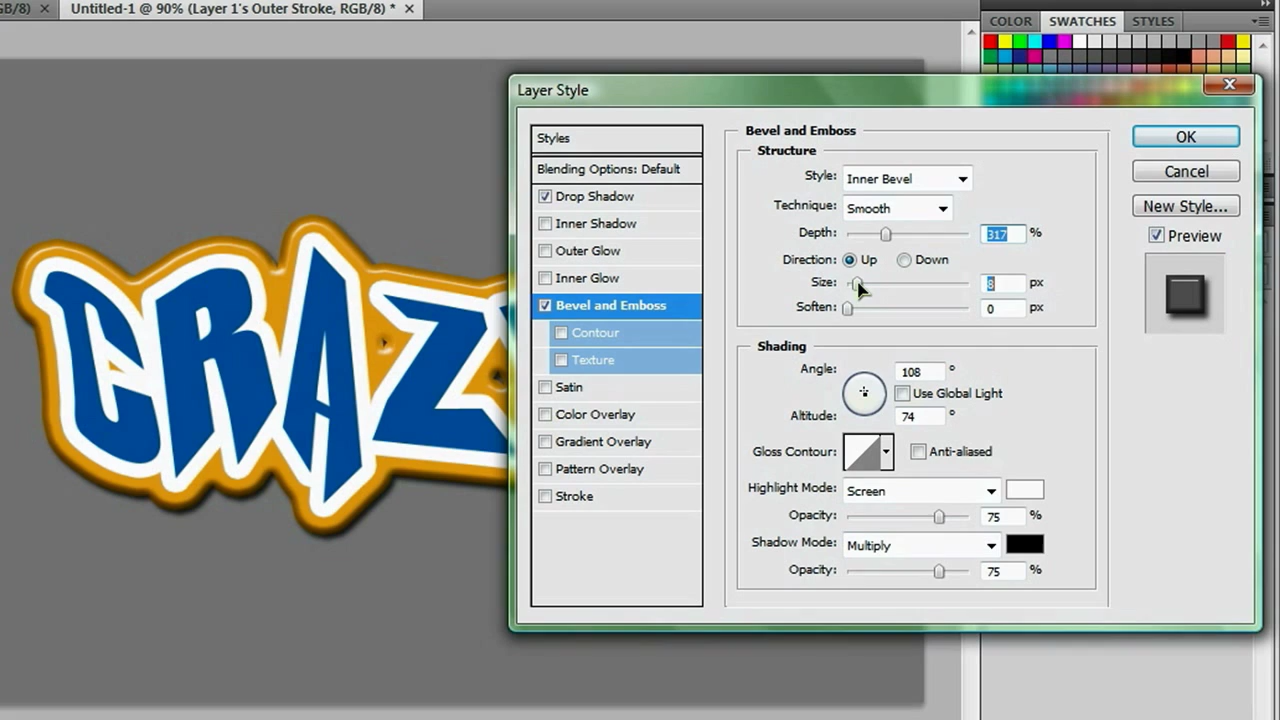 GB/8) × Untitled-1 @ 90% (Layer 1's Outer Stroke, RGB/8) * ×
COLOR SWATCHES STYLES
Layer Style
Styles
Blending Options: Default
Drop Shadow
Inner Shadow
Outer Glow
Inner Glow
Bevel and Emboss
Contour
Texture
Satin
Color Overlay
Gradient Overlay
Pattern Overlay
Stroke
Bevel and Emboss
Structure
Style: Inner Bevel
Technique: Smooth
Depth: 317 %
Direction: Up Down
Size: 8 px
Soften: 0 px
Shading
Angle: 108 °
Use Global Light
Altitude: 74 °
Gloss Contour: Anti-aliased
Highlight Mode: Screen
Opacity: 75 %
Shadow Mode: Multiply
Opacity: 75 %
OK
Cancel
New Style...
Preview
CRAZ